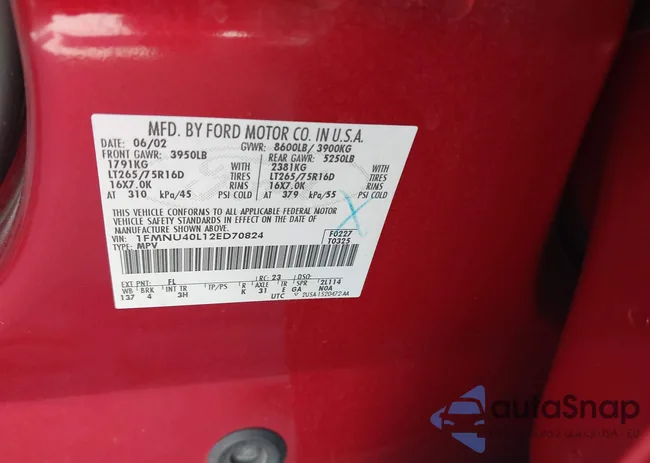 MFD. BY FORD MOTOR CO. IN U.S.A.
DATE: 06/02 GVWR: 8600LB/ 3900KG
FRONT GAWR: 3950LB REAR GAWR: 5250LB
1791KG 2381KG
LT265/75R16D TIRES LT265/75R16D TIRES
16X7.0K RIMS 16X7.0K RIMS
AT 310 kPa/45 PSI COLD AT 379 kPa/55 PSI COLD
THIS VEHICLE CONFORMS TO ALL APPLICABLE FEDERAL MOTOR
VEHICLE SAFETY STANDARDS IN EFFECT ON THE DATE OF
MANUFACTURE SHOWN ABOVE.
VIN: 1FMNU40L12ED70824 F0227
TYPE: MPV T0325
EXT PNT: FL RC: 23 DSO:
WB BRK INT TR TP/PS R AXLE TR SPR 2L114
137 4 3H K 31 E GA N0A
UTC
autoSnap